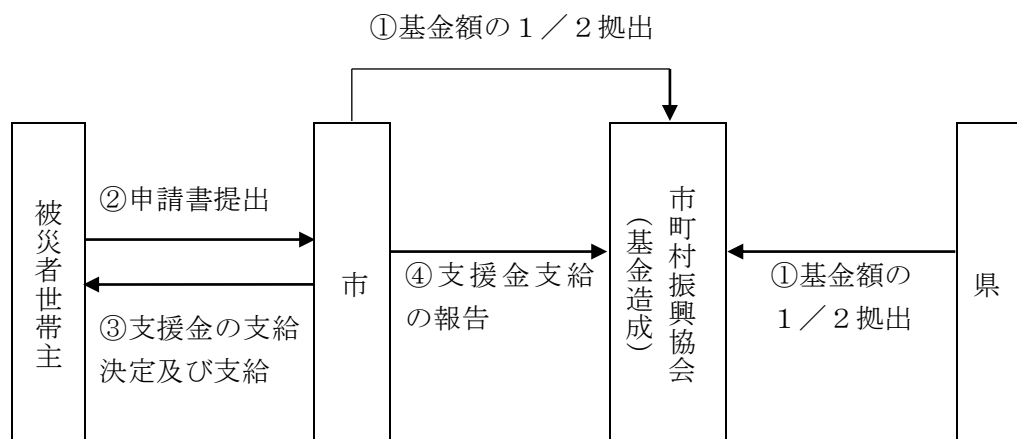 ①基金額の１／２拠出
被災者世帯主
②申請書提出
③支援金の支給
決定及び支給
市
④支援金支給
の報告
市町村振興協会
（基金造成）
①基金額の
１／２拠出
県